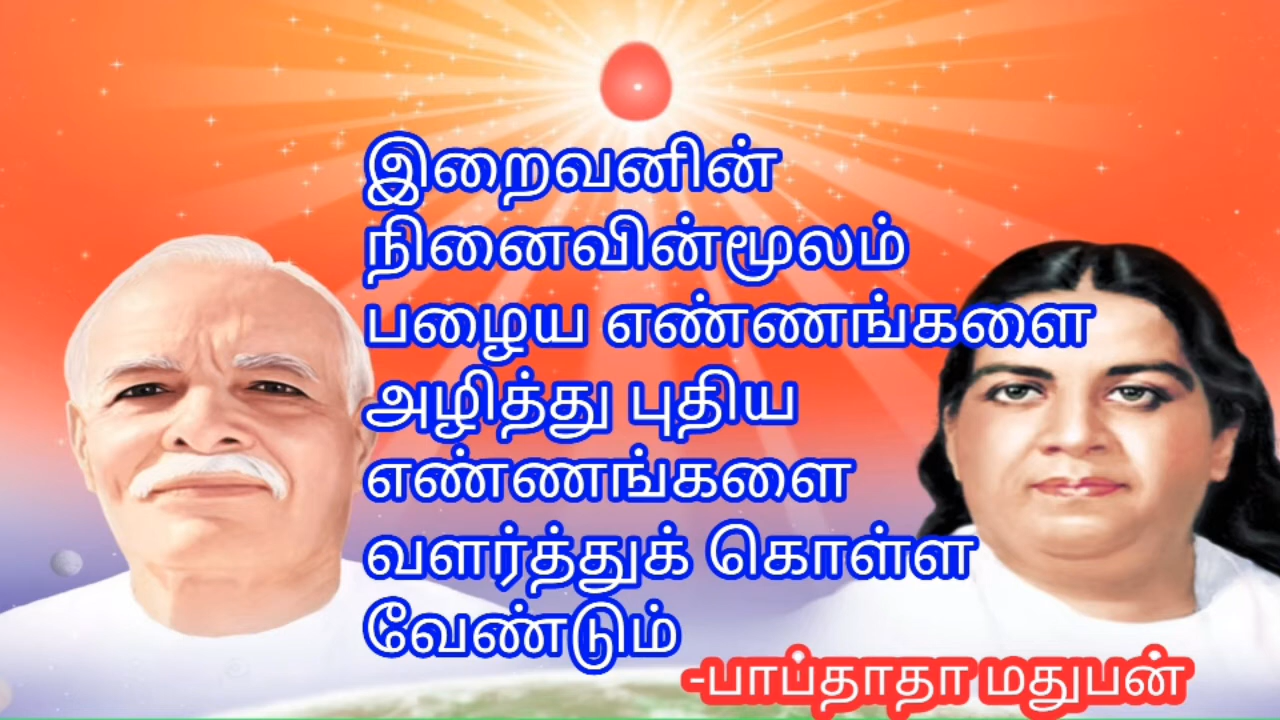 இறைவனின்
நினைவின்மூலம்
பழைய எண்ணங்களை
அழித்து புதிய
எண்ணங்களை
வளர்த்துக் கொள்ள
வேண்டும்
-பாப்தாதா மதுபன்